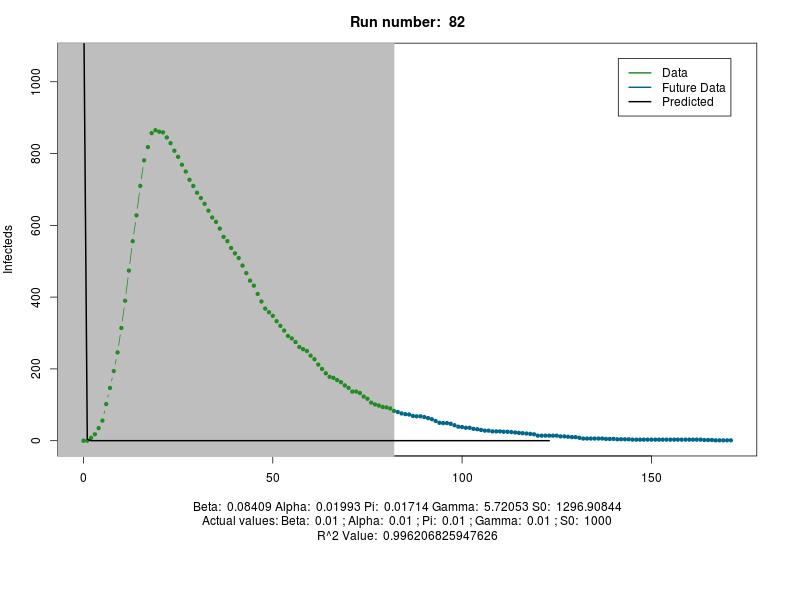 Run number: 82
Data
Future Data
Predicted
Infecteds
1000
800
600
400
200
0
0 50 100 150
Beta: 0.08409 Alpha: 0.01993 Pi: 0.01714 Gamma: 5.72053 S0: 1296.90844
Actual values: Beta: 0.01 ; Alpha: 0.01 ; Pi: 0.01 ; Gamma: 0.01 ; S0: 1000
R^2 Value: 0.996206825947626